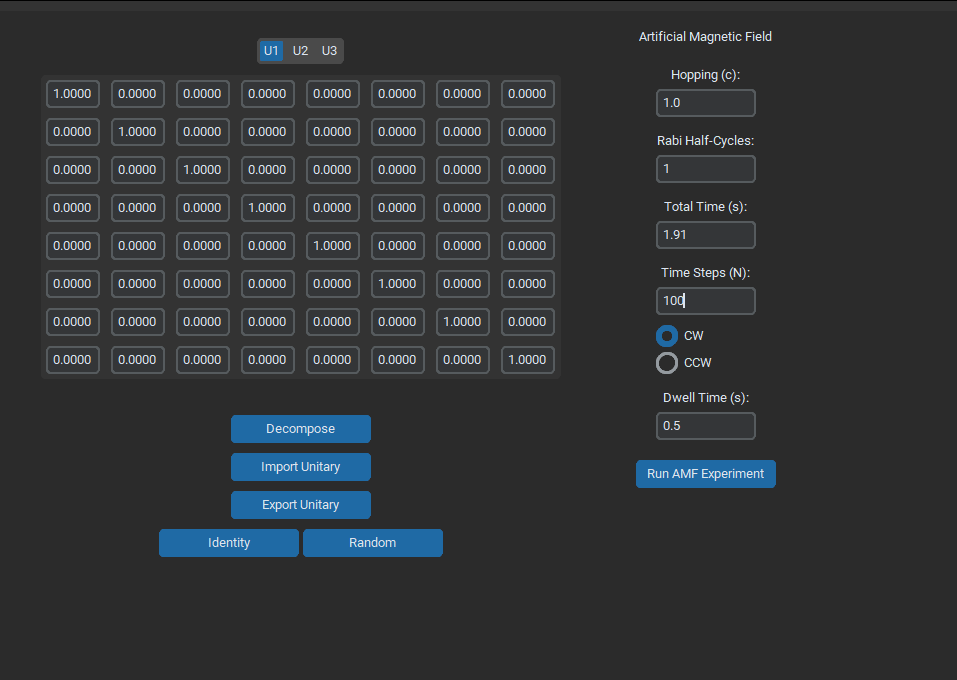 U1 U2 U3
1.0000 0.0000 0.0000 0.0000 0.0000 0.0000 0.0000 0.0000
0.0000 1.0000 0.0000 0.0000 0.0000 0.0000 0.0000 0.0000
0.0000 0.0000 1.0000 0.0000 0.0000 0.0000 0.0000 0.0000
0.0000 0.0000 0.0000 1.0000 0.0000 0.0000 0.0000 0.0000
0.0000 0.0000 0.0000 0.0000 1.0000 0.0000 0.0000 0.0000
0.0000 0.0000 0.0000 0.0000 0.0000 1.0000 0.0000 0.0000
0.0000 0.0000 0.0000 0.0000 0.0000 0.0000 1.0000 0.0000
0.0000 0.0000 0.0000 0.0000 0.0000 0.0000 0.0000 1.0000
Decompose
Import Unitary
Export Unitary
Identity Random
Artificial Magnetic Field
Hopping (c):
1.0
Rabi Half-Cycles:
1
Total Time (s):
1.91
Time Steps (N):
100
CW
CCW
Dwell Time (s):
0.5
Run AMF Experiment